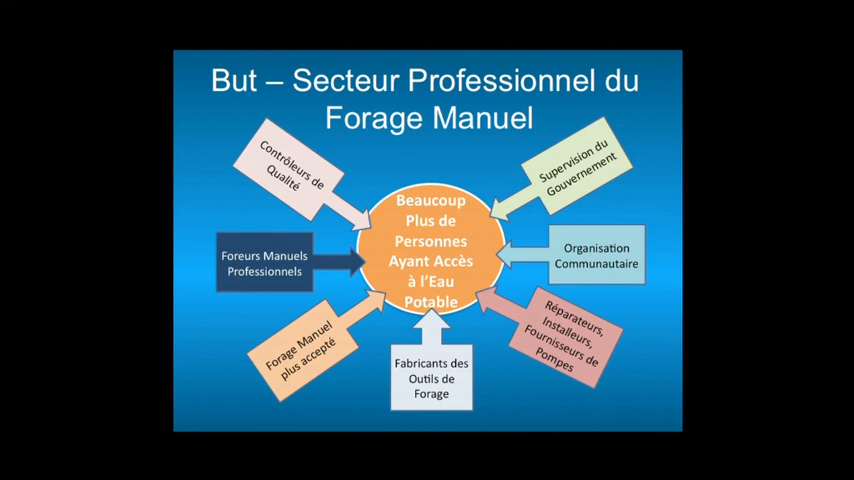 But – Secteur Professionnel du
Forage Manuel
Contrôleurs de
Qualité
Supervision du
Gouvernement
Beaucoup
Plus de
Personnes
Ayant Accès
à l’Eau
Potable
Foreurs Manuels
Professionnels
Organisation
Communautaire
Forage Manuel
plus accepté
Fabricants des
Outils de
Forage
Réparateurs,
Installeurs,
Fournisseurs de
Pompes